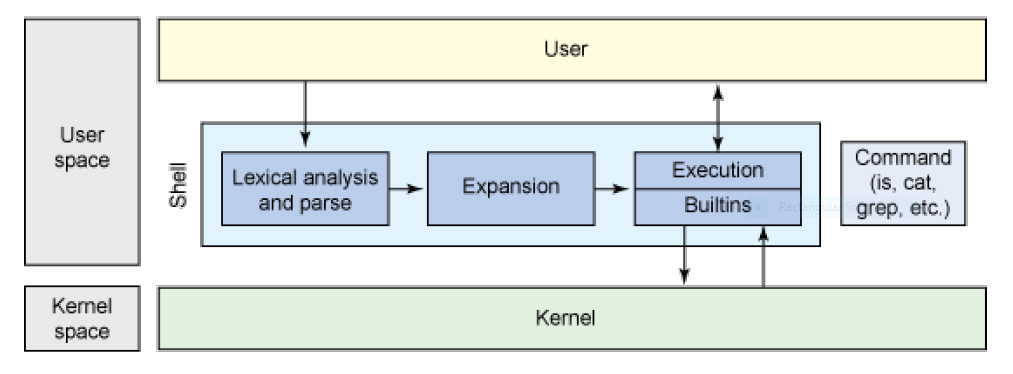 User
User
space
Shell
Lexical analysis
and parse
Expansion
Execution
Builtins
Command
(is, cat,
grep, etc.)
Kernel
space
Kernel